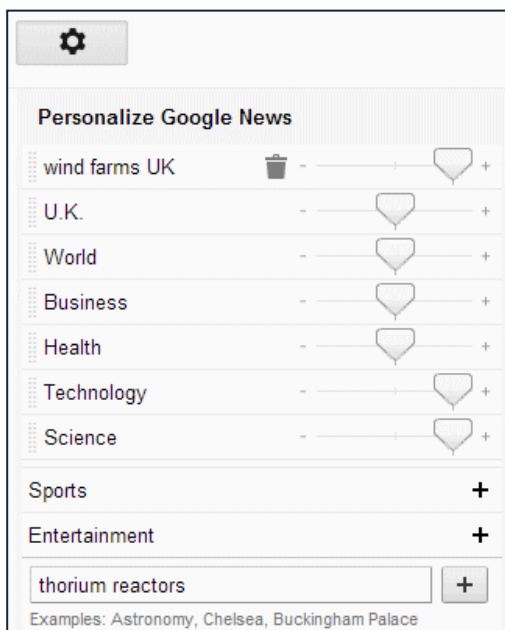 Personalize Google News
wind farms UK - +
U.K. - +
World - +
Business - +
Health - +
Technology - +
Science - +
Sports +
Entertainment +
thorium reactors +
Examples: Astronomy, Chelsea, Buckingham Palace